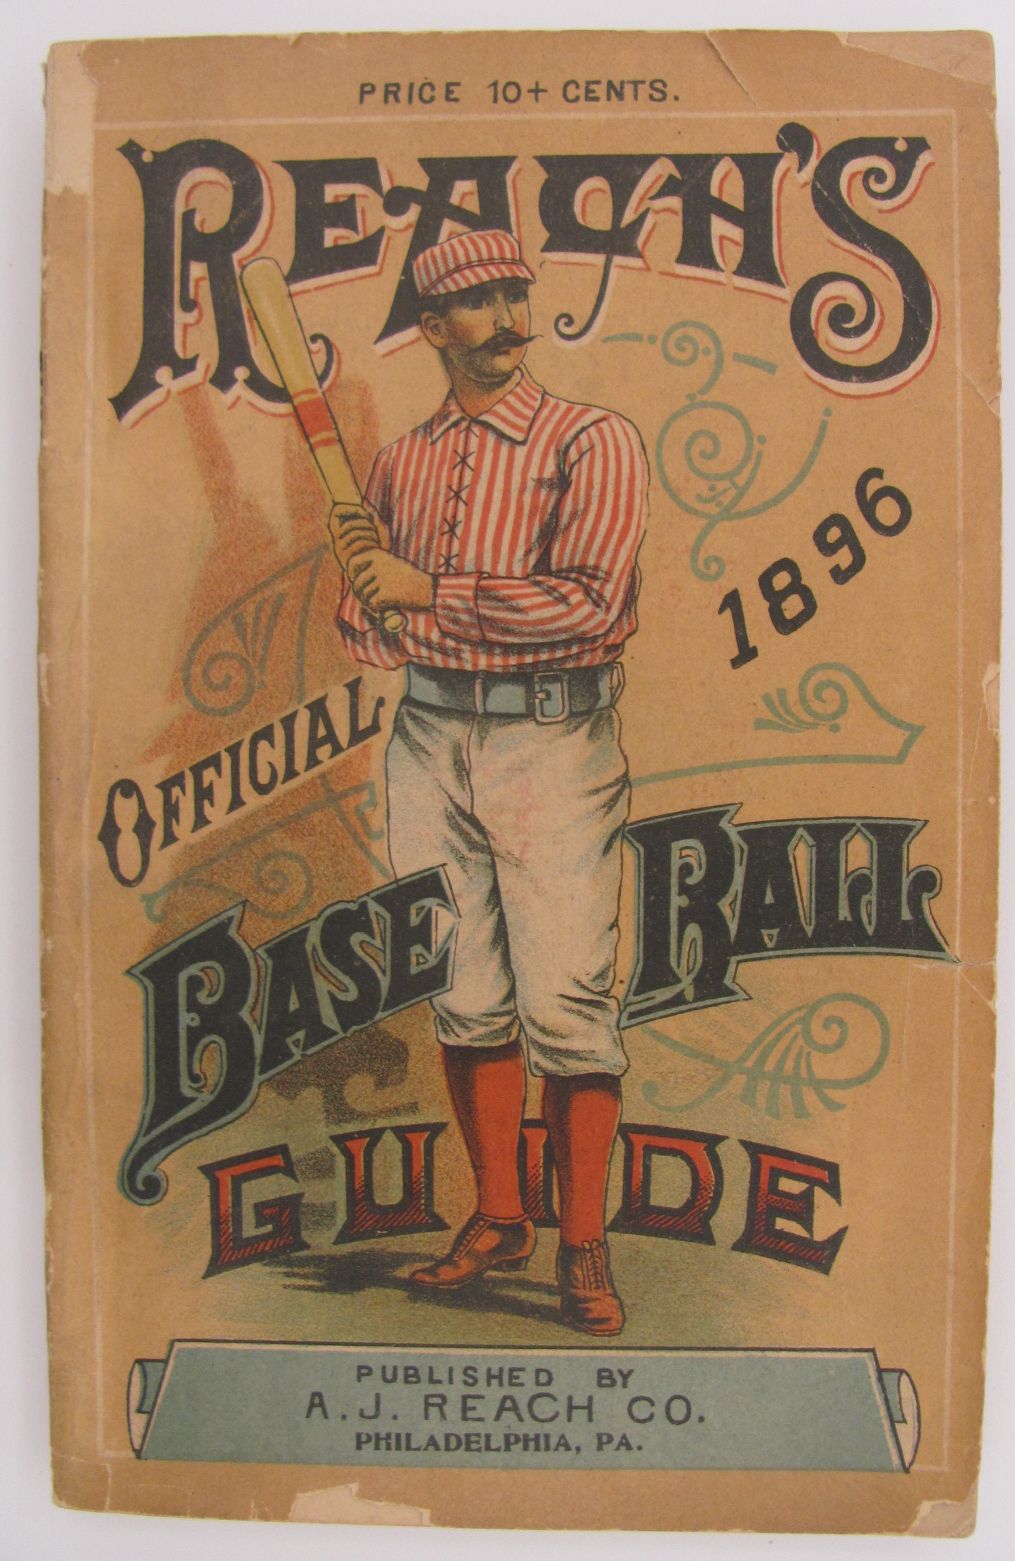 PRICE 10+ CENTS.
REACH'S
1896
OFFICIAL
BASE BALL
GUIDE
PUBLISHED BY
A. J. REACH CO.
PHILADELPHIA, PA.